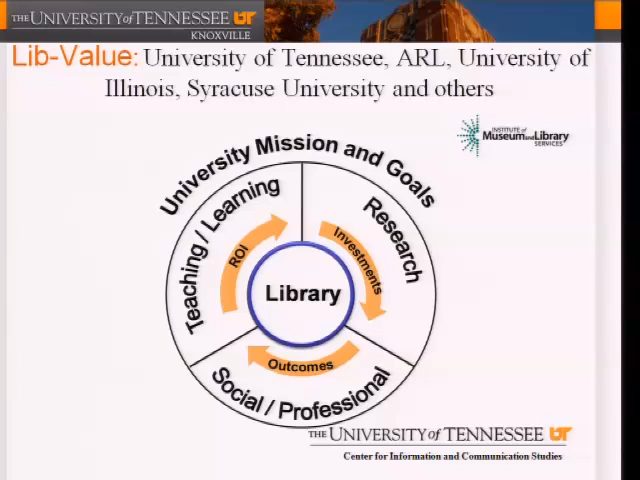 THE UNIVERSITY of TENNESSEE UT
KNOXVILLE
Lib-Value: University of Tennessee, ARL, University of
Illinois, Syracuse University and others
INSTITUTE of
Museum and Library
SERVICES
University Mission and Goals
Teaching / Learning
Research
ROI
Investments
Library
Outcomes
Social / Professional
THE UNIVERSITY of TENNESSEE UT
Center for Information and Communication Studies